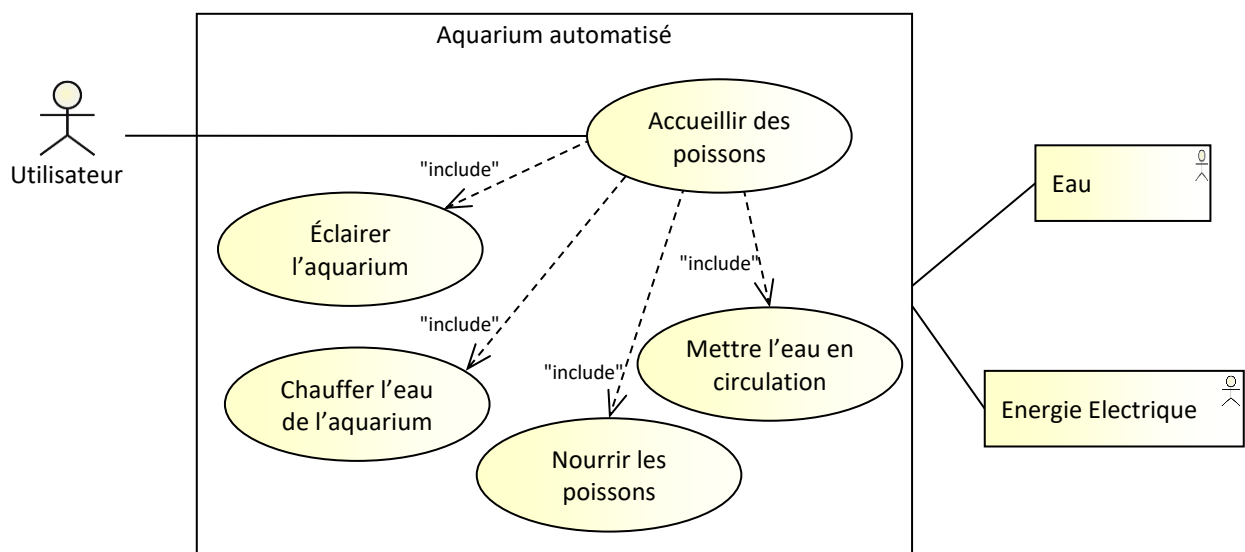 Aquarium automatisé
Utilisateur
Accueillir des
poissons
"include"
Éclairer
l'aquarium
"include"
Eau
"include"
Chauffer l'eau
de l'aquarium
"include"
Mettre l'eau en
circulation
Nourrir les
poissons
Energie Electrique